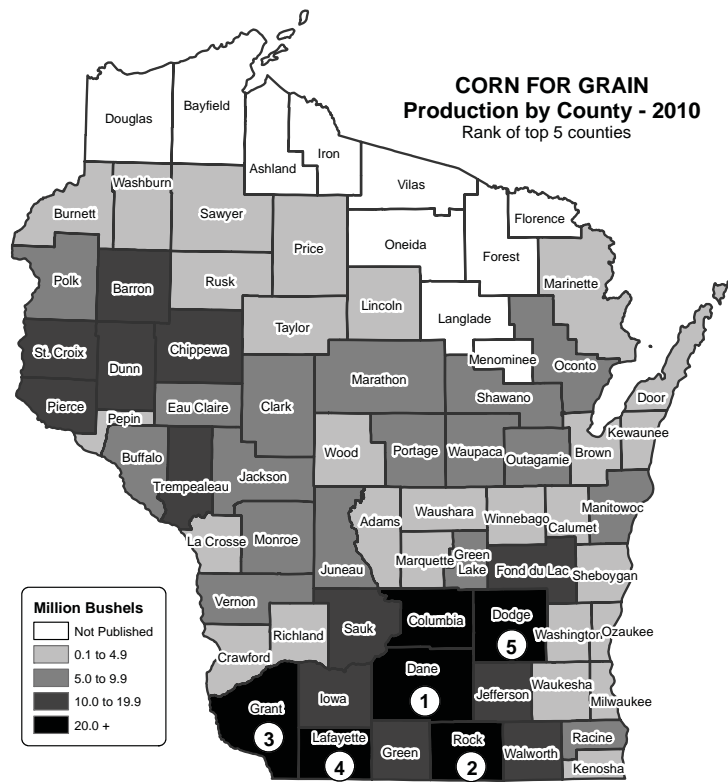 CORN FOR GRAIN
Production by County - 2010
Rank of top 5 counties
Douglas
Bayfield
Ashland
Iron
Vilas
Florence
Washburn
Burnett
Sawyer
Price
Oneida
Forest
Marinette
Polk
Barron
Rusk
Lincoln
Langlade
Taylor
St. Croix
Dunn
Chippewa
Menominee
Oconto
Marathon
Shawano
Pierce
Pepin
Eau Claire
Clark
Door
Kewaunee
Buffalo
Trempealeau
Jackson
Wood
Portage
Waupaca
Outagamie
Brown
Manitowoc
La Crosse
Monroe
Juneau
Adams
Waushara
Winnebago
Calumet
Marquette
Green
Lake
Fond du Lac
Sheboygan
Vernon
Crawford
Richland
Sauk
Columbia
Dodge
5
Washington
Ozaukee
Grant
3
Iowa
Dane
1
Jefferson
Waukesha
Milwaukee
Lafayette
4
Green
Rock
2
Walworth
Racine
Kenosha
Million Bushels
Not Published
0.1 to 4.9
5.0 to 9.9
10.0 to 19.9
20.0 +